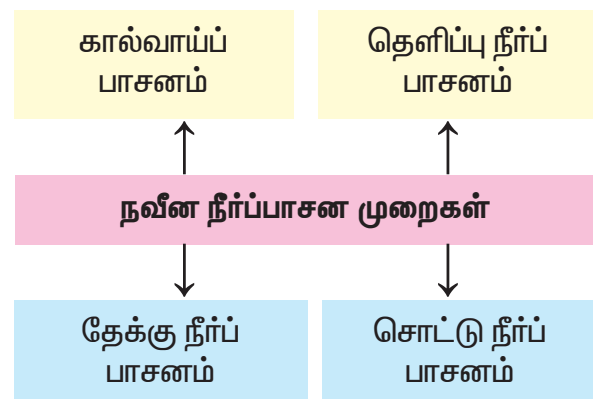 கால்வாய்ப்
பாசனம்
தெளிப்பு நீர்ப்
பாசனம்
நவீன நீர்ப்பாசன முறைகள்
தேக்கு நீர்ப்
பாசனம்
சொட்டு நீர்ப்
பாசனம்